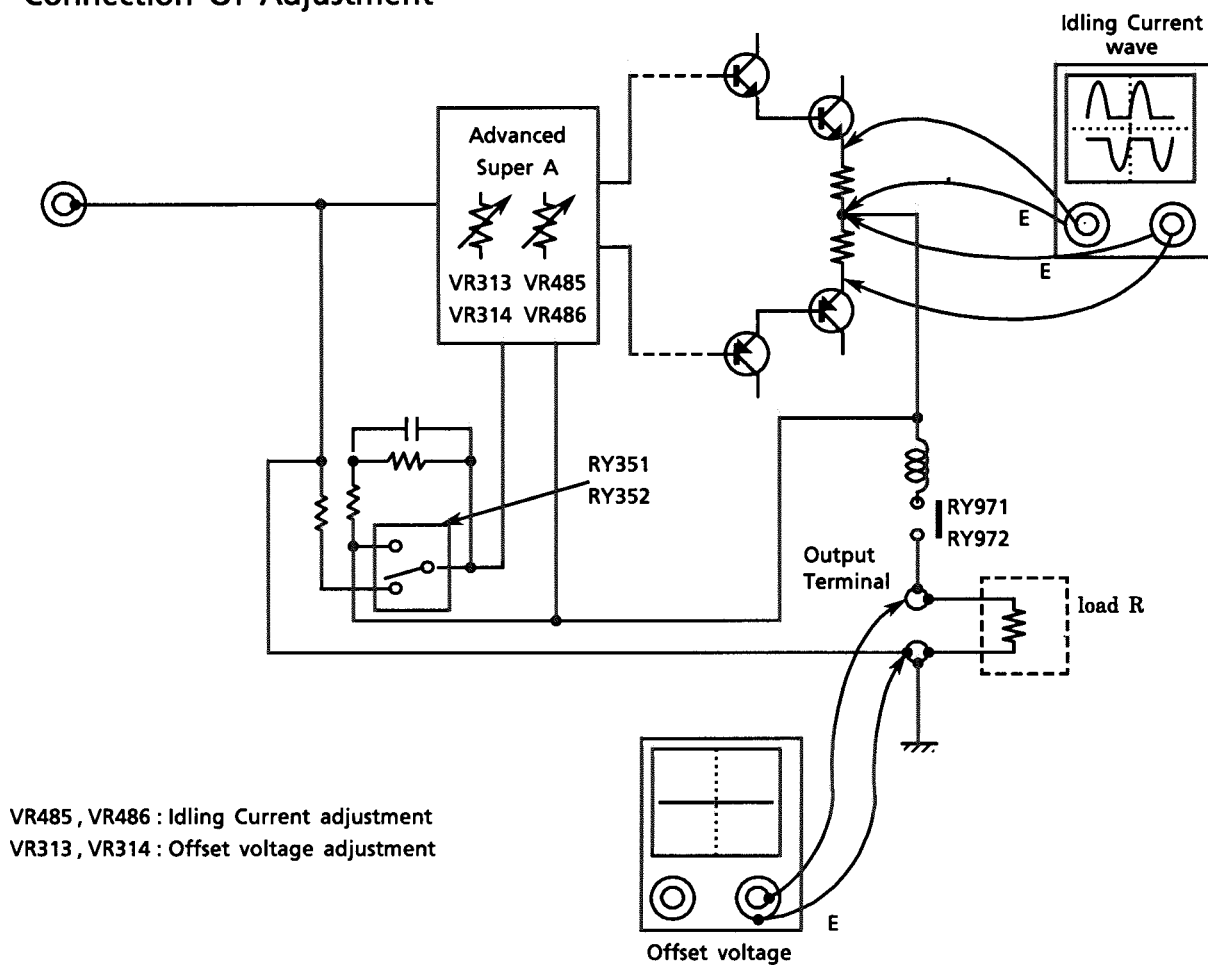 Connection Of Adjustment
Idling Current
wave
Advanced
Super A
VR313 VR485
VR314 VR486
E
E
RY351
RY352
RY971
RY972
Output
Terminal
load R
VR485 , VR486 : Idling Current adjustment
VR313 , VR314 : Offset voltage adjustment
E
Offset voltage